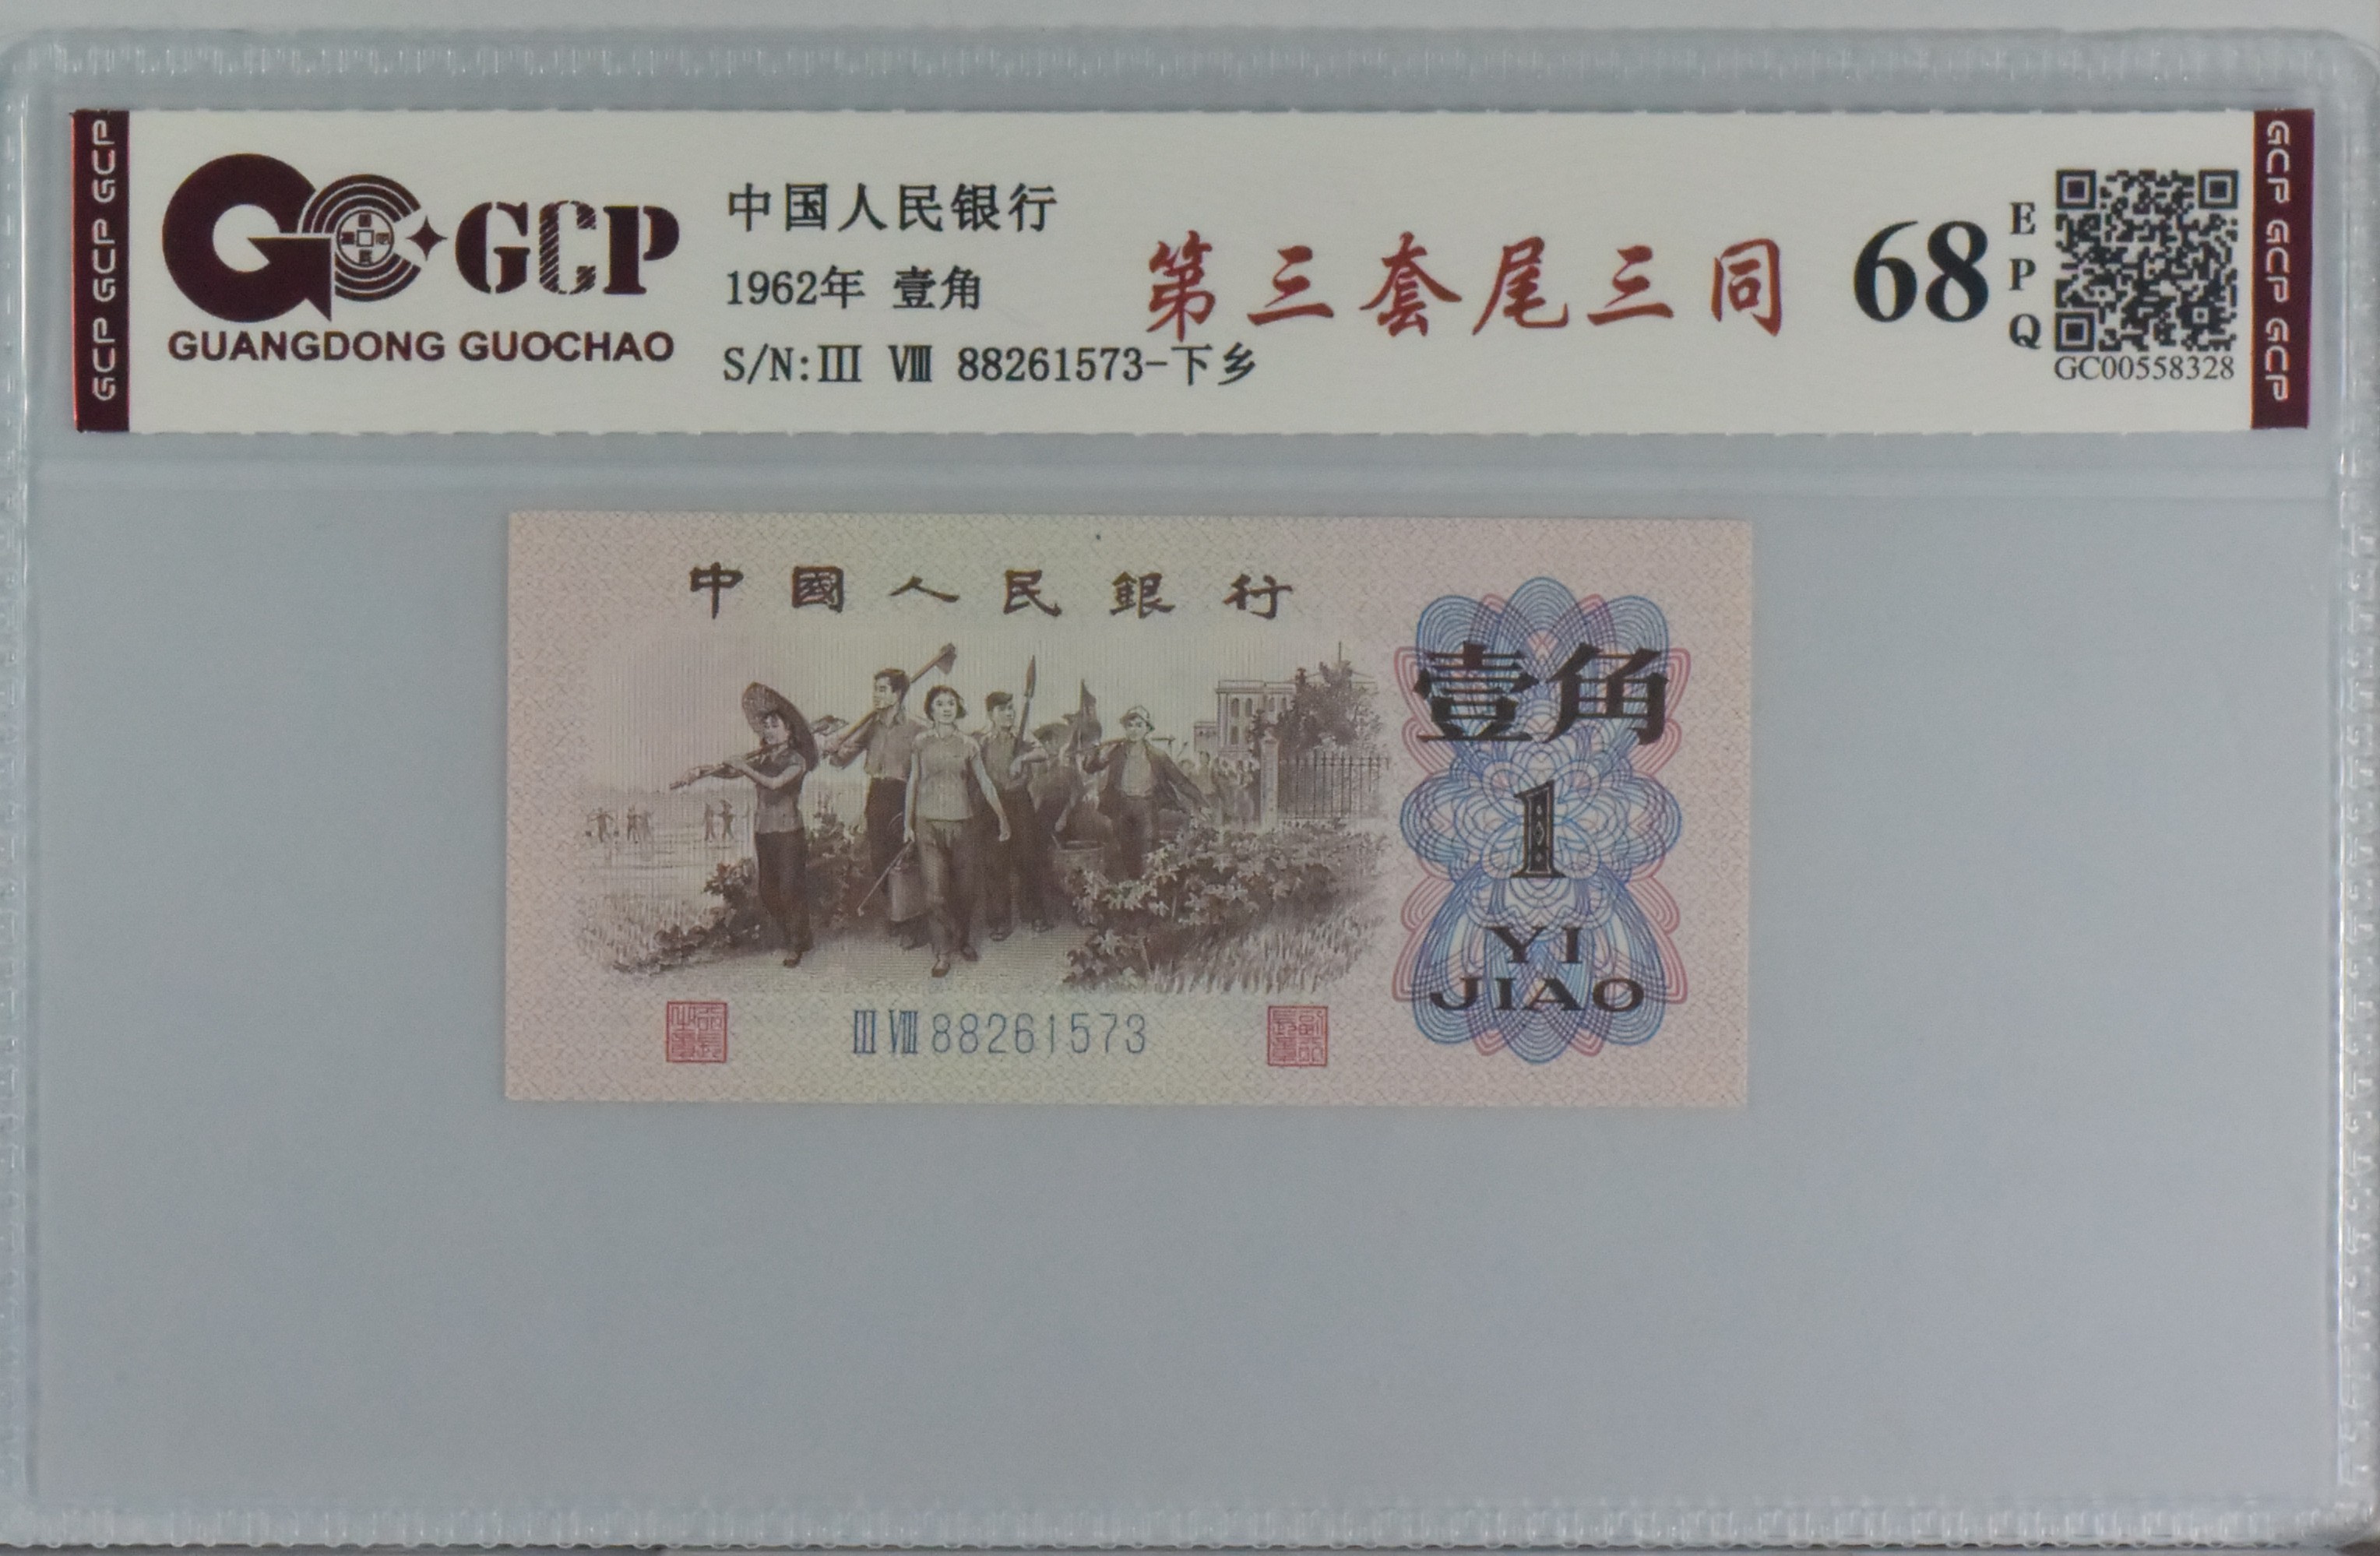 GCP GCP GCP
GCP
GUANGDONG GUOCHAO
中国人民银行
1962年 壹角
S/N:III VIII 88261573-下乡
第三套尾三同
68
EPQ
GC00558328
GCP GCP GCP
中國人民銀行
壹角
1
YI
JIAO
III VIII 88261573